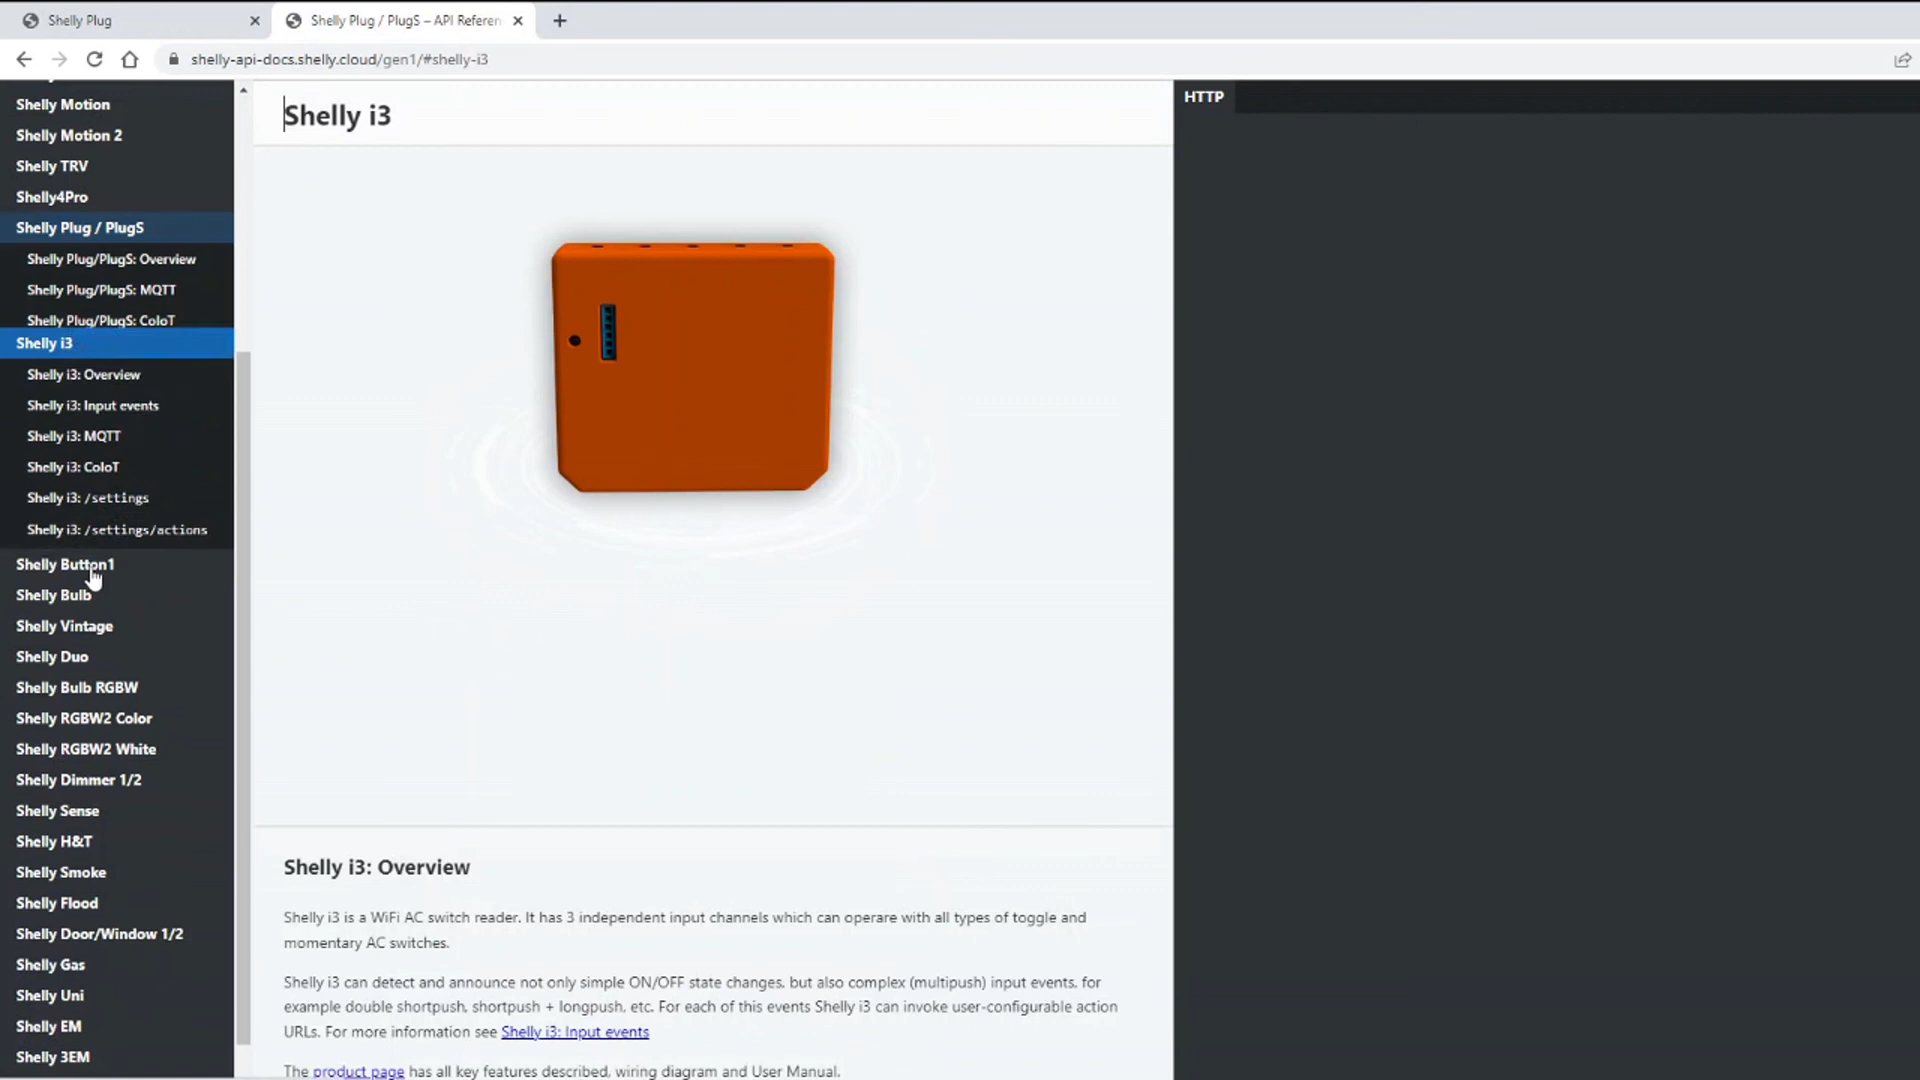 Shelly Plug
Shelly Plug / PlugS – API Referen
shelly-api-docs.shelly.cloud/gen1/#shelly-i3
Shelly Motion
Shelly Motion 2
Shelly TRV
Shelly4Pro
Shelly Plug / PlugS
Shelly Plug/PlugS: Overview
Shelly Plug/PlugS: MQTT
Shelly Plug/PlugS: CoIoT
Shelly i3
Shelly i3: Overview
Shelly i3: Input events
Shelly i3: MQTT
Shelly i3: CoIoT
Shelly i3: /settings
Shelly i3: /settings/actions
Shelly Button1
Shelly Bulb
Shelly Vintage
Shelly Duo
Shelly Bulb RGBW
Shelly RGBW2 Color
Shelly RGBW2 White
Shelly Dimmer 1/2
Shelly Sense
Shelly H&T
Shelly Smoke
Shelly Flood
Shelly Door/Window 1/2
Shelly Gas
Shelly Uni
Shelly EM
Shelly 3EM
Shelly i3
Shelly i3: Overview
Shelly i3 is a WiFi AC switch reader. It has 3 independent input channels which can operare with all types of toggle and
momentary AC switches.
Shelly i3 can detect and announce not only simple ON/OFF state changes, but also complex (multipush) input events, for
example double shortpush, shortpush + longpush, etc. For each of this events Shelly i3 can invoke user-configurable action
URLs. For more information see Shelly i3: Input events
The product page has all key features described, wiring diagram and User Manual.
HTTP